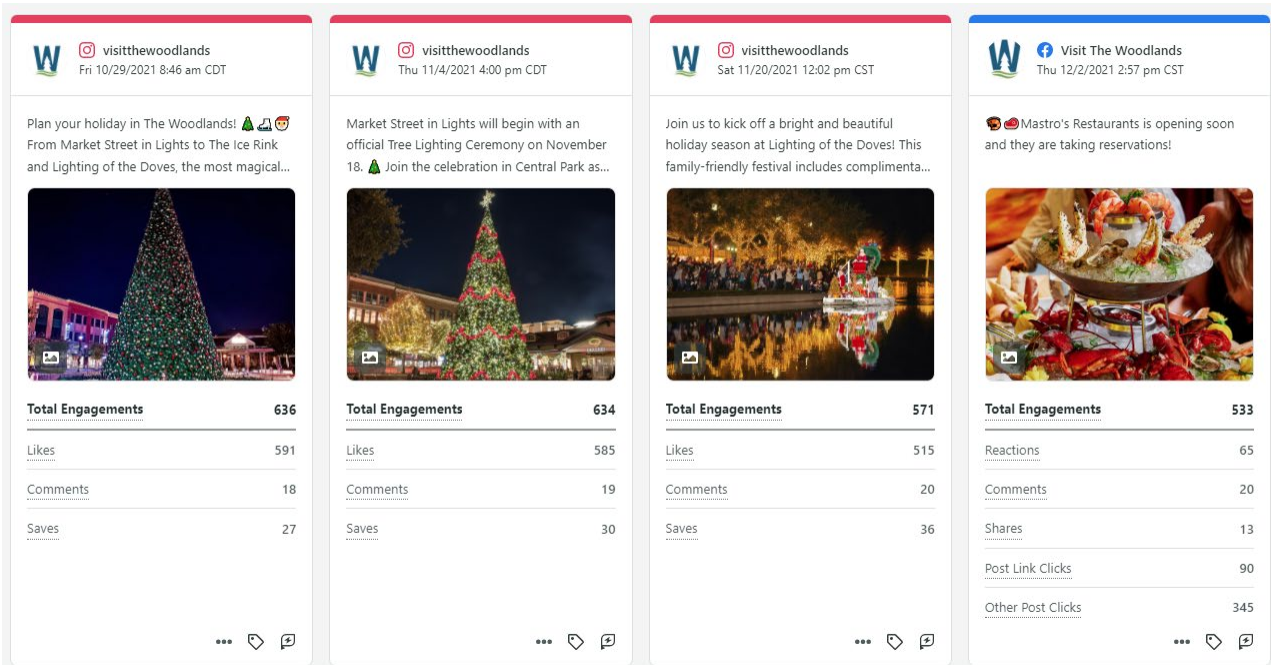 visitthewoodlands
Fri 10/29/2021 8:46 am CDT
Plan your holiday in The Woodlands! 🎄⛸️🎅
From Market Street in Lights to The Ice Rink
and Lighting of the Doves, the most magical...
Total Engagements 636
Likes 591
Comments 18
Saves 27
visitthewoodlands
Thu 11/4/2021 4:00 pm CDT
Market Street in Lights will begin with an
official Tree Lighting Ceremony on November
18. 🎄 Join the celebration in Central Park as...
Total Engagements 634
Likes 585
Comments 19
Saves 30
visitthewoodlands
Sat 11/20/2021 12:02 pm CST
Join us to kick off a bright and beautiful
holiday season at Lighting of the Doves! This
family-friendly festival includes complimenta...
Total Engagements 571
Likes 515
Comments 20
Saves 36
Visit The Woodlands
Thu 12/2/2021 2:57 pm CST
🦞🥩Mastro's Restaurants is opening soon
and they are taking reservations!
Total Engagements 533
Reactions 65
Comments 20
Shares 13
Post Link Clicks 90
Other Post Clicks 345